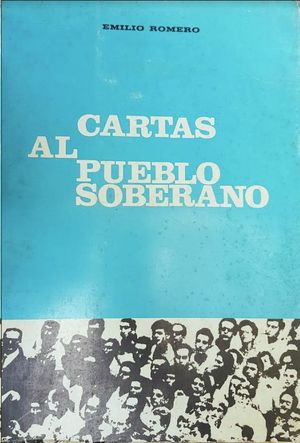 EMILIO ROMERO
CARTAS
AL
PUEBLO
SOBERANO